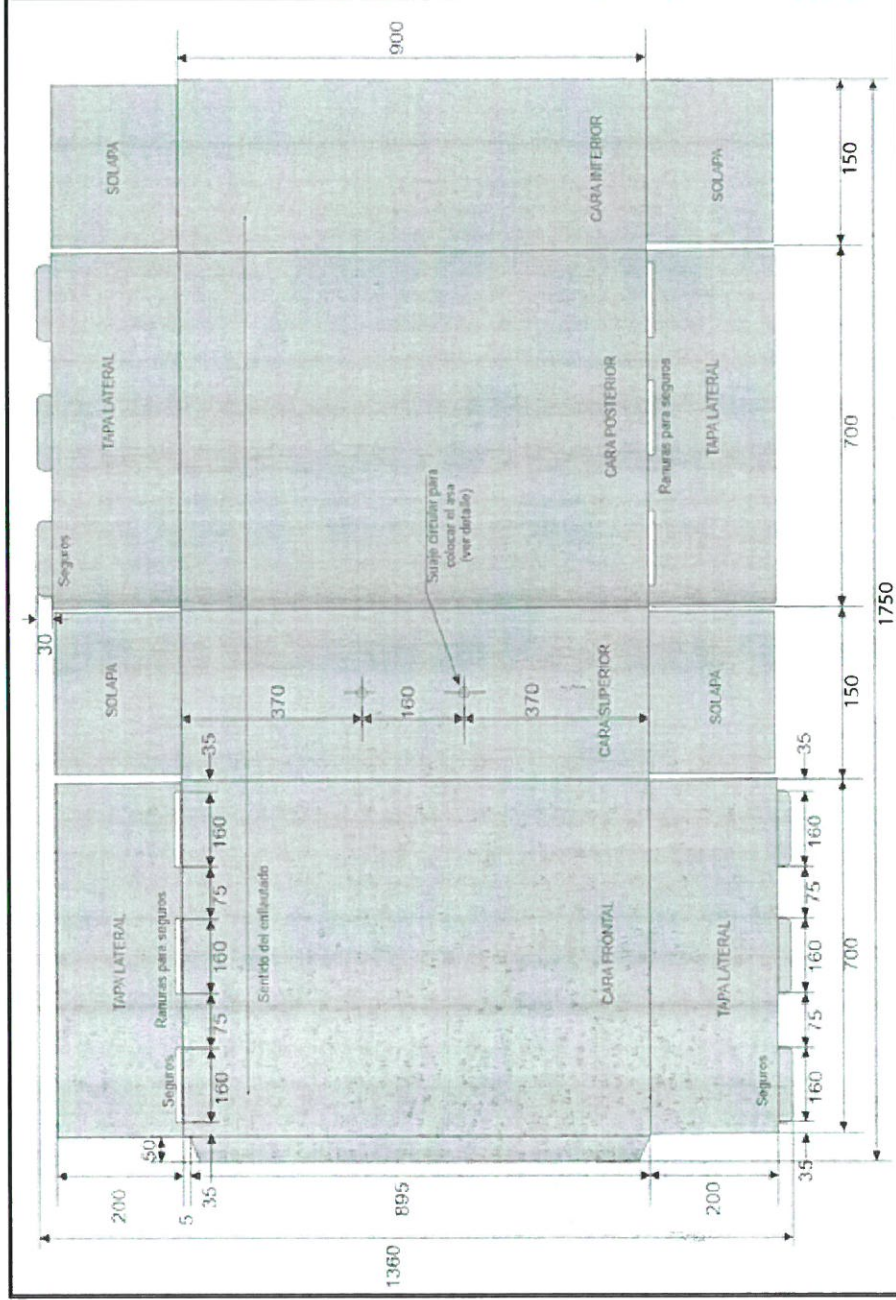 SOLAPA
TAPA LATERAL
SOLAPA
TAPA LATERAL
Seguros
Ranuras para seguros
Seguros
30
900
200
50
5
35
160
75
160
75
160
35
Sentido del enflautado
370
160
370
Suaje circular para
colocar el asa
(ver detalle)
895
1360
CARA FRONTAL
CARA SUPERIOR
CARA POSTERIOR
CARA INFERIOR
Ranuras para seguros
TAPA LATERAL
SOLAPA
TAPA LATERAL
SOLAPA
Seguros
200
35
160
75
160
75
160
35
700
150
700
150
1750